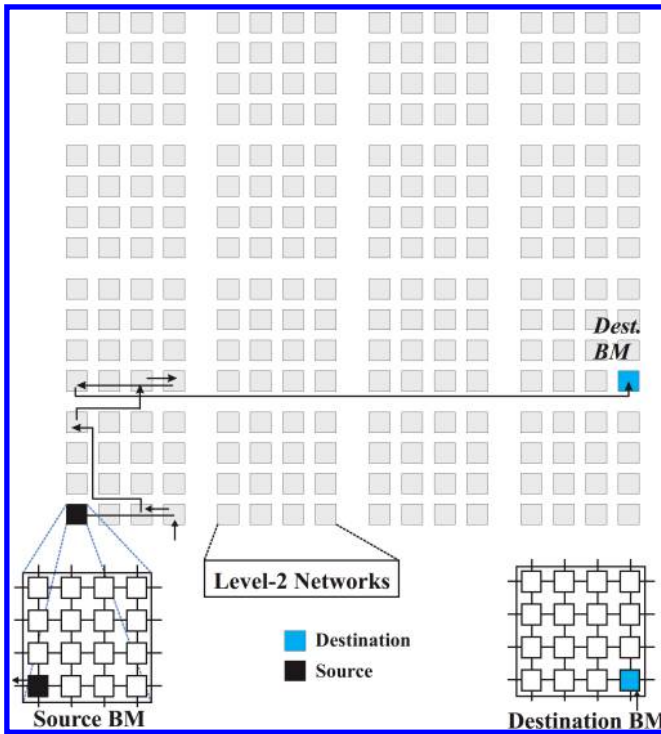 Dest.
BM
Level-2 Networks
Destination
Source
Source BM
Destination BM